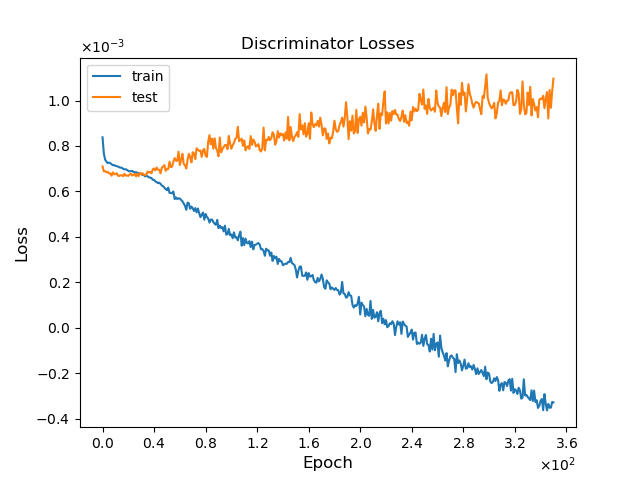 Discriminator Losses
×10⁻³
train
test
1.0
0.8
0.6
0.4
0.2
0.0
−0.2
−0.4
Loss
0.0 0.4 0.8 1.2 1.6 2.0 2.4 2.8 3.2 3.6
Epoch
×10²